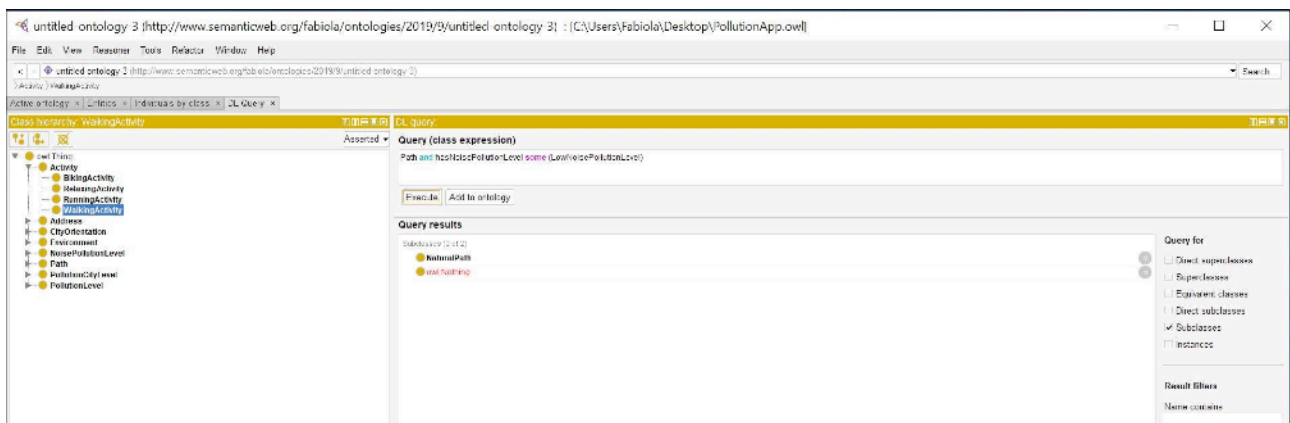 untitled-ontology-3 (http://www.semanticweb.org/fabiola/ontologies/2019/9/untitled-ontology-3) : [C:\Users\Fabiola\Desktop\PollutionApp.owl]
File Edit View Reasoner Tools Refactor Window Help
untitled-ontology-3 (http://www.semanticweb.org/fabiola/ontologies/2019/9/untitled-ontology-3)
Search
Activity WalkingActivity
Active ontology × Entities × Individuals by class × DL Query ×
Class hierarchy: WalkingActivity
Asserted
owl:Thing
Activity
BikingActivity
RelaxingActivity
RunningActivity
WalkingActivity
Address
CityOrientation
Environment
NoisePollutionLevel
Path
PollutionCityLevel
PollutionLevel
DL query:
Query (class expression)
Path and hasNoisePollutionLevel some (LowNoisePollutionLevel)
Execute Add to ontology
Query results
Subclasses (2 of 2)
NaturalPath
owl:Nothing
Query for
Direct superclasses
Superclasses
Equivalent classes
Direct subclasses
Subclasses
Instances
Result filters
Name contains